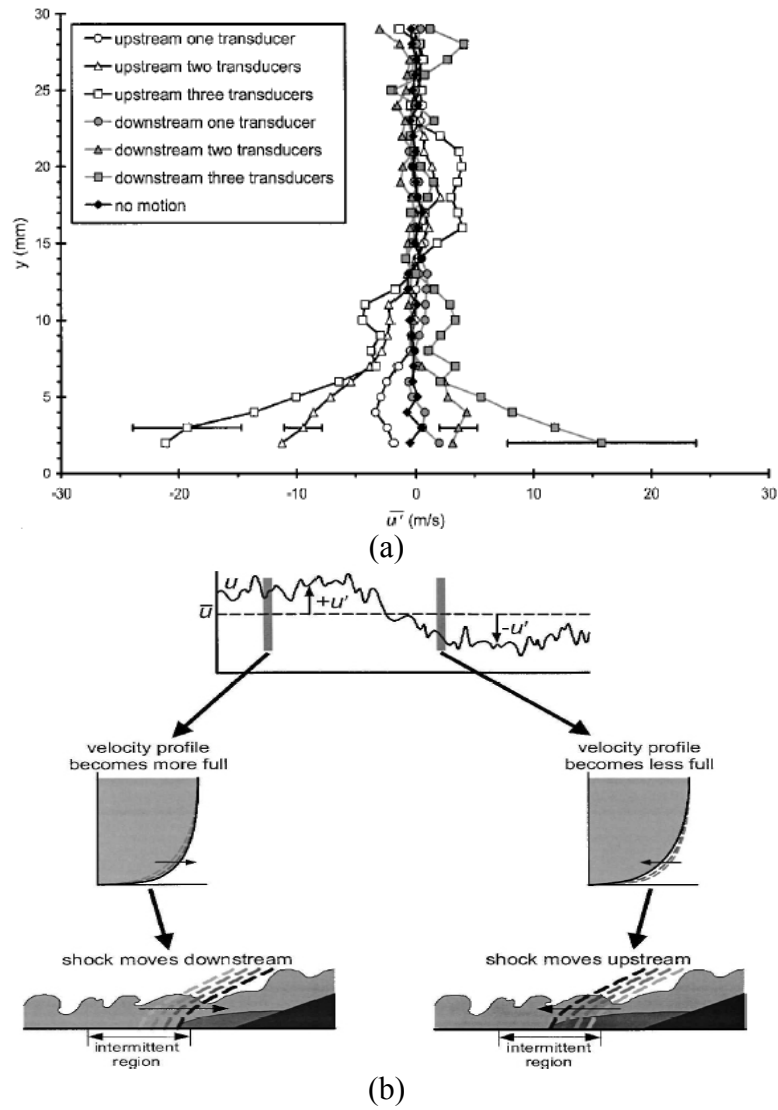 30
25
20
15
10
5
0
y (mm)
upstream one transducer
upstream two transducers
upstream three transducers
downstream one transducer
downstream two transducers
downstream three transducers
no motion
-30
-20
-10
0
10
20
30
u' (m/s)
(a)
u
u
+u'
-u'
velocity profile
becomes more full
velocity profile
becomes less full
shock moves downstream
shock moves upstream
intermittent
region
intermittent
region
(b)